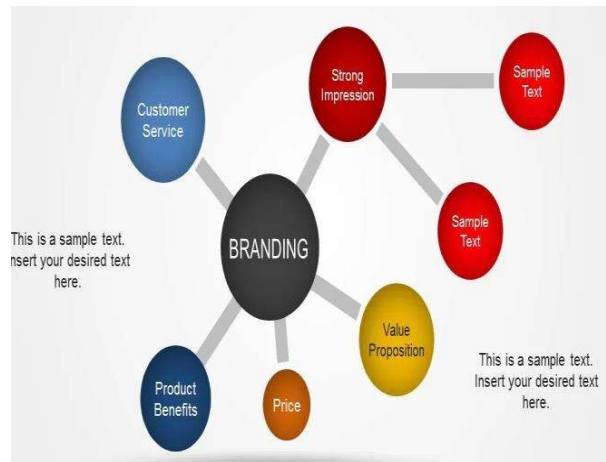 Strong
Impression
Sample
Text
Customer
Service
Sample
Text
BRANDING
This is a sample text.
nsert your desired text
here.
Value
Proposition
This is a sample text.
Insert your desired text
here.
Product
Benefits
Price